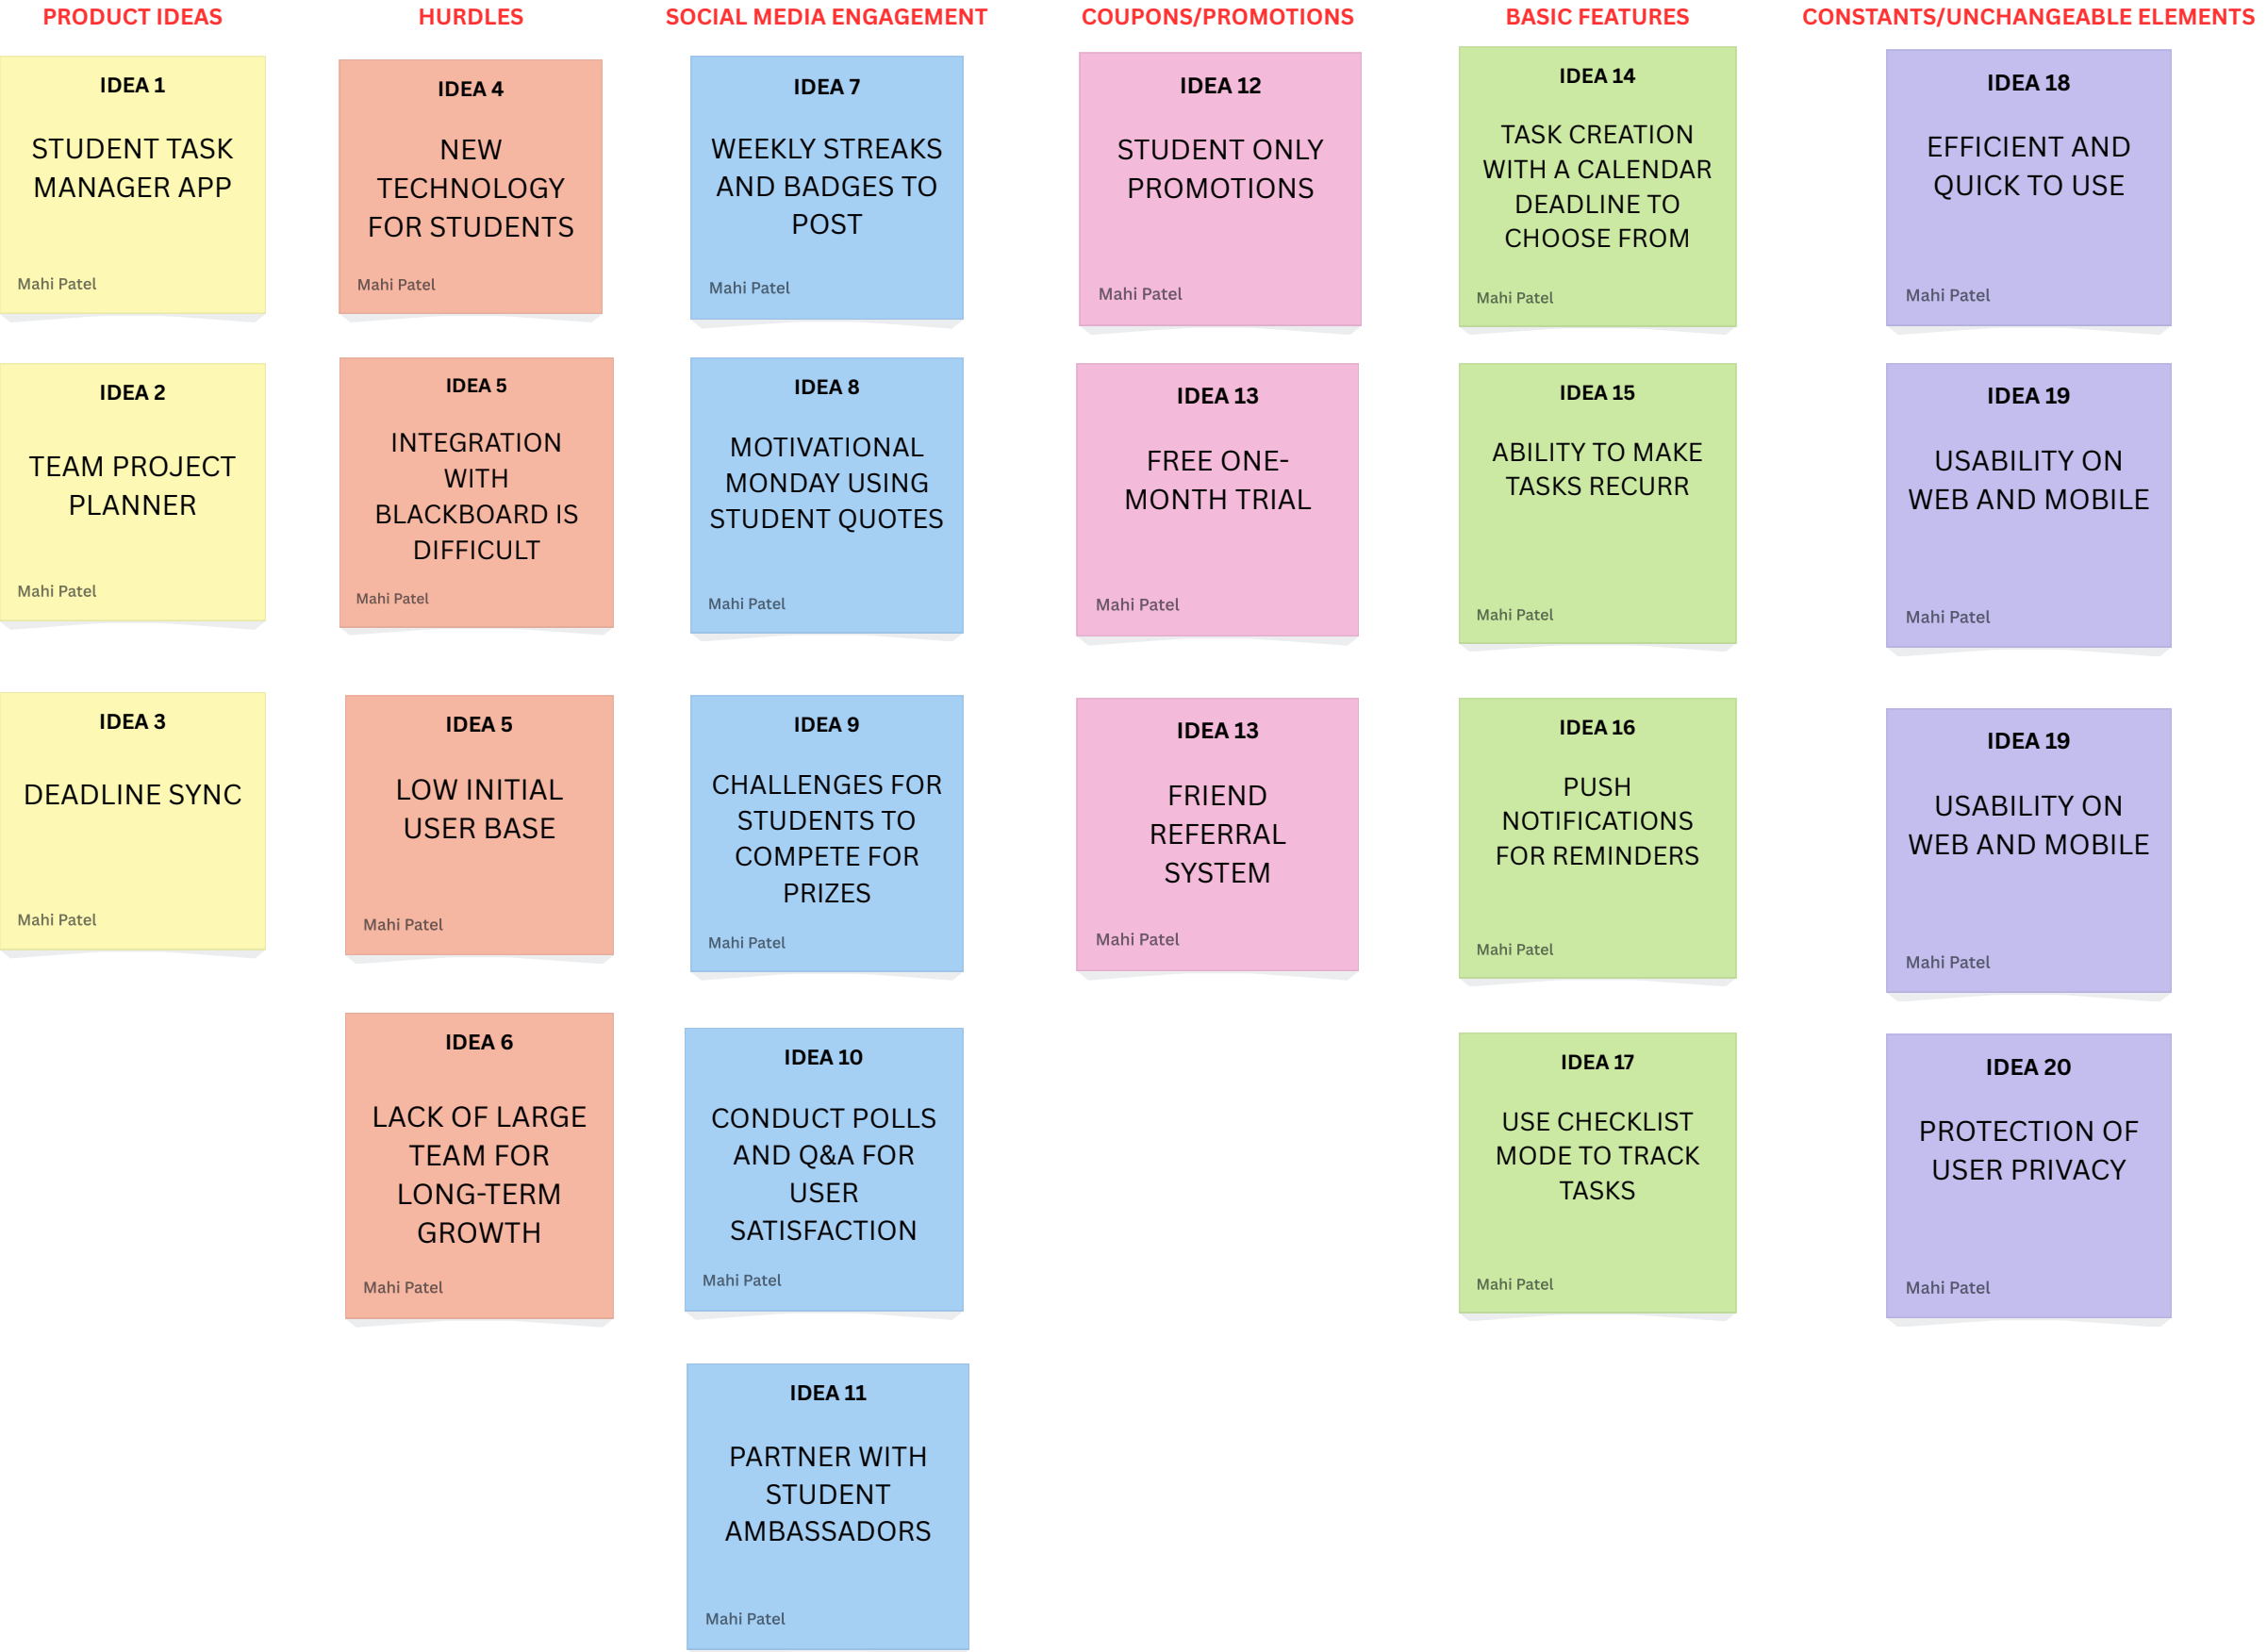 PRODUCT IDEAS
IDEA 1
STUDENT TASK
MANAGER APP
Mahi Patel
IDEA 2
TEAM PROJECT
PLANNER
Mahi Patel
IDEA 3
DEADLINE SYNC
Mahi Patel
HURDLES
IDEA 4
NEW
TECHNOLOGY
FOR STUDENTS
Mahi Patel
IDEA 5
INTEGRATION
WITH
BLACKBOARD IS
DIFFICULT
Mahi Patel
IDEA 5
LOW INITIAL
USER BASE
Mahi Patel
IDEA 6
LACK OF LARGE
TEAM FOR
LONG-TERM
GROWTH
Mahi Patel
SOCIAL MEDIA ENGAGEMENT
IDEA 7
WEEKLY STREAKS
AND BADGES TO
POST
Mahi Patel
IDEA 8
MOTIVATIONAL
MONDAY USING
STUDENT QUOTES
Mahi Patel
IDEA 9
CHALLENGES FOR
STUDENTS TO
COMPETE FOR
PRIZES
Mahi Patel
IDEA 10
CONDUCT POLLS
AND Q&A FOR
USER
SATISFACTION
Mahi Patel
IDEA 11
PARTNER WITH
STUDENT
AMBASSADORS
Mahi Patel
COUPONS/PROMOTIONS
IDEA 12
STUDENT ONLY
PROMOTIONS
Mahi Patel
IDEA 13
FREE ONE-
MONTH TRIAL
Mahi Patel
IDEA 13
FRIEND
REFERRAL
SYSTEM
Mahi Patel
BASIC FEATURES
IDEA 14
TASK CREATION
WITH A CALENDAR
DEADLINE TO
CHOOSE FROM
Mahi Patel
IDEA 15
ABILITY TO MAKE
TASKS RECURR
Mahi Patel
IDEA 16
PUSH
NOTIFICATIONS
FOR REMINDERS
Mahi Patel
IDEA 17
USE CHECKLIST
MODE TO TRACK
TASKS
Mahi Patel
CONSTANTS/UNCHANGEABLE ELEMENTS
IDEA 18
EFFICIENT AND
QUICK TO USE
Mahi Patel
IDEA 19
USABILITY ON
WEB AND MOBILE
Mahi Patel
IDEA 19
USABILITY ON
WEB AND MOBILE
Mahi Patel
IDEA 20
PROTECTION OF
USER PRIVACY
Mahi Patel